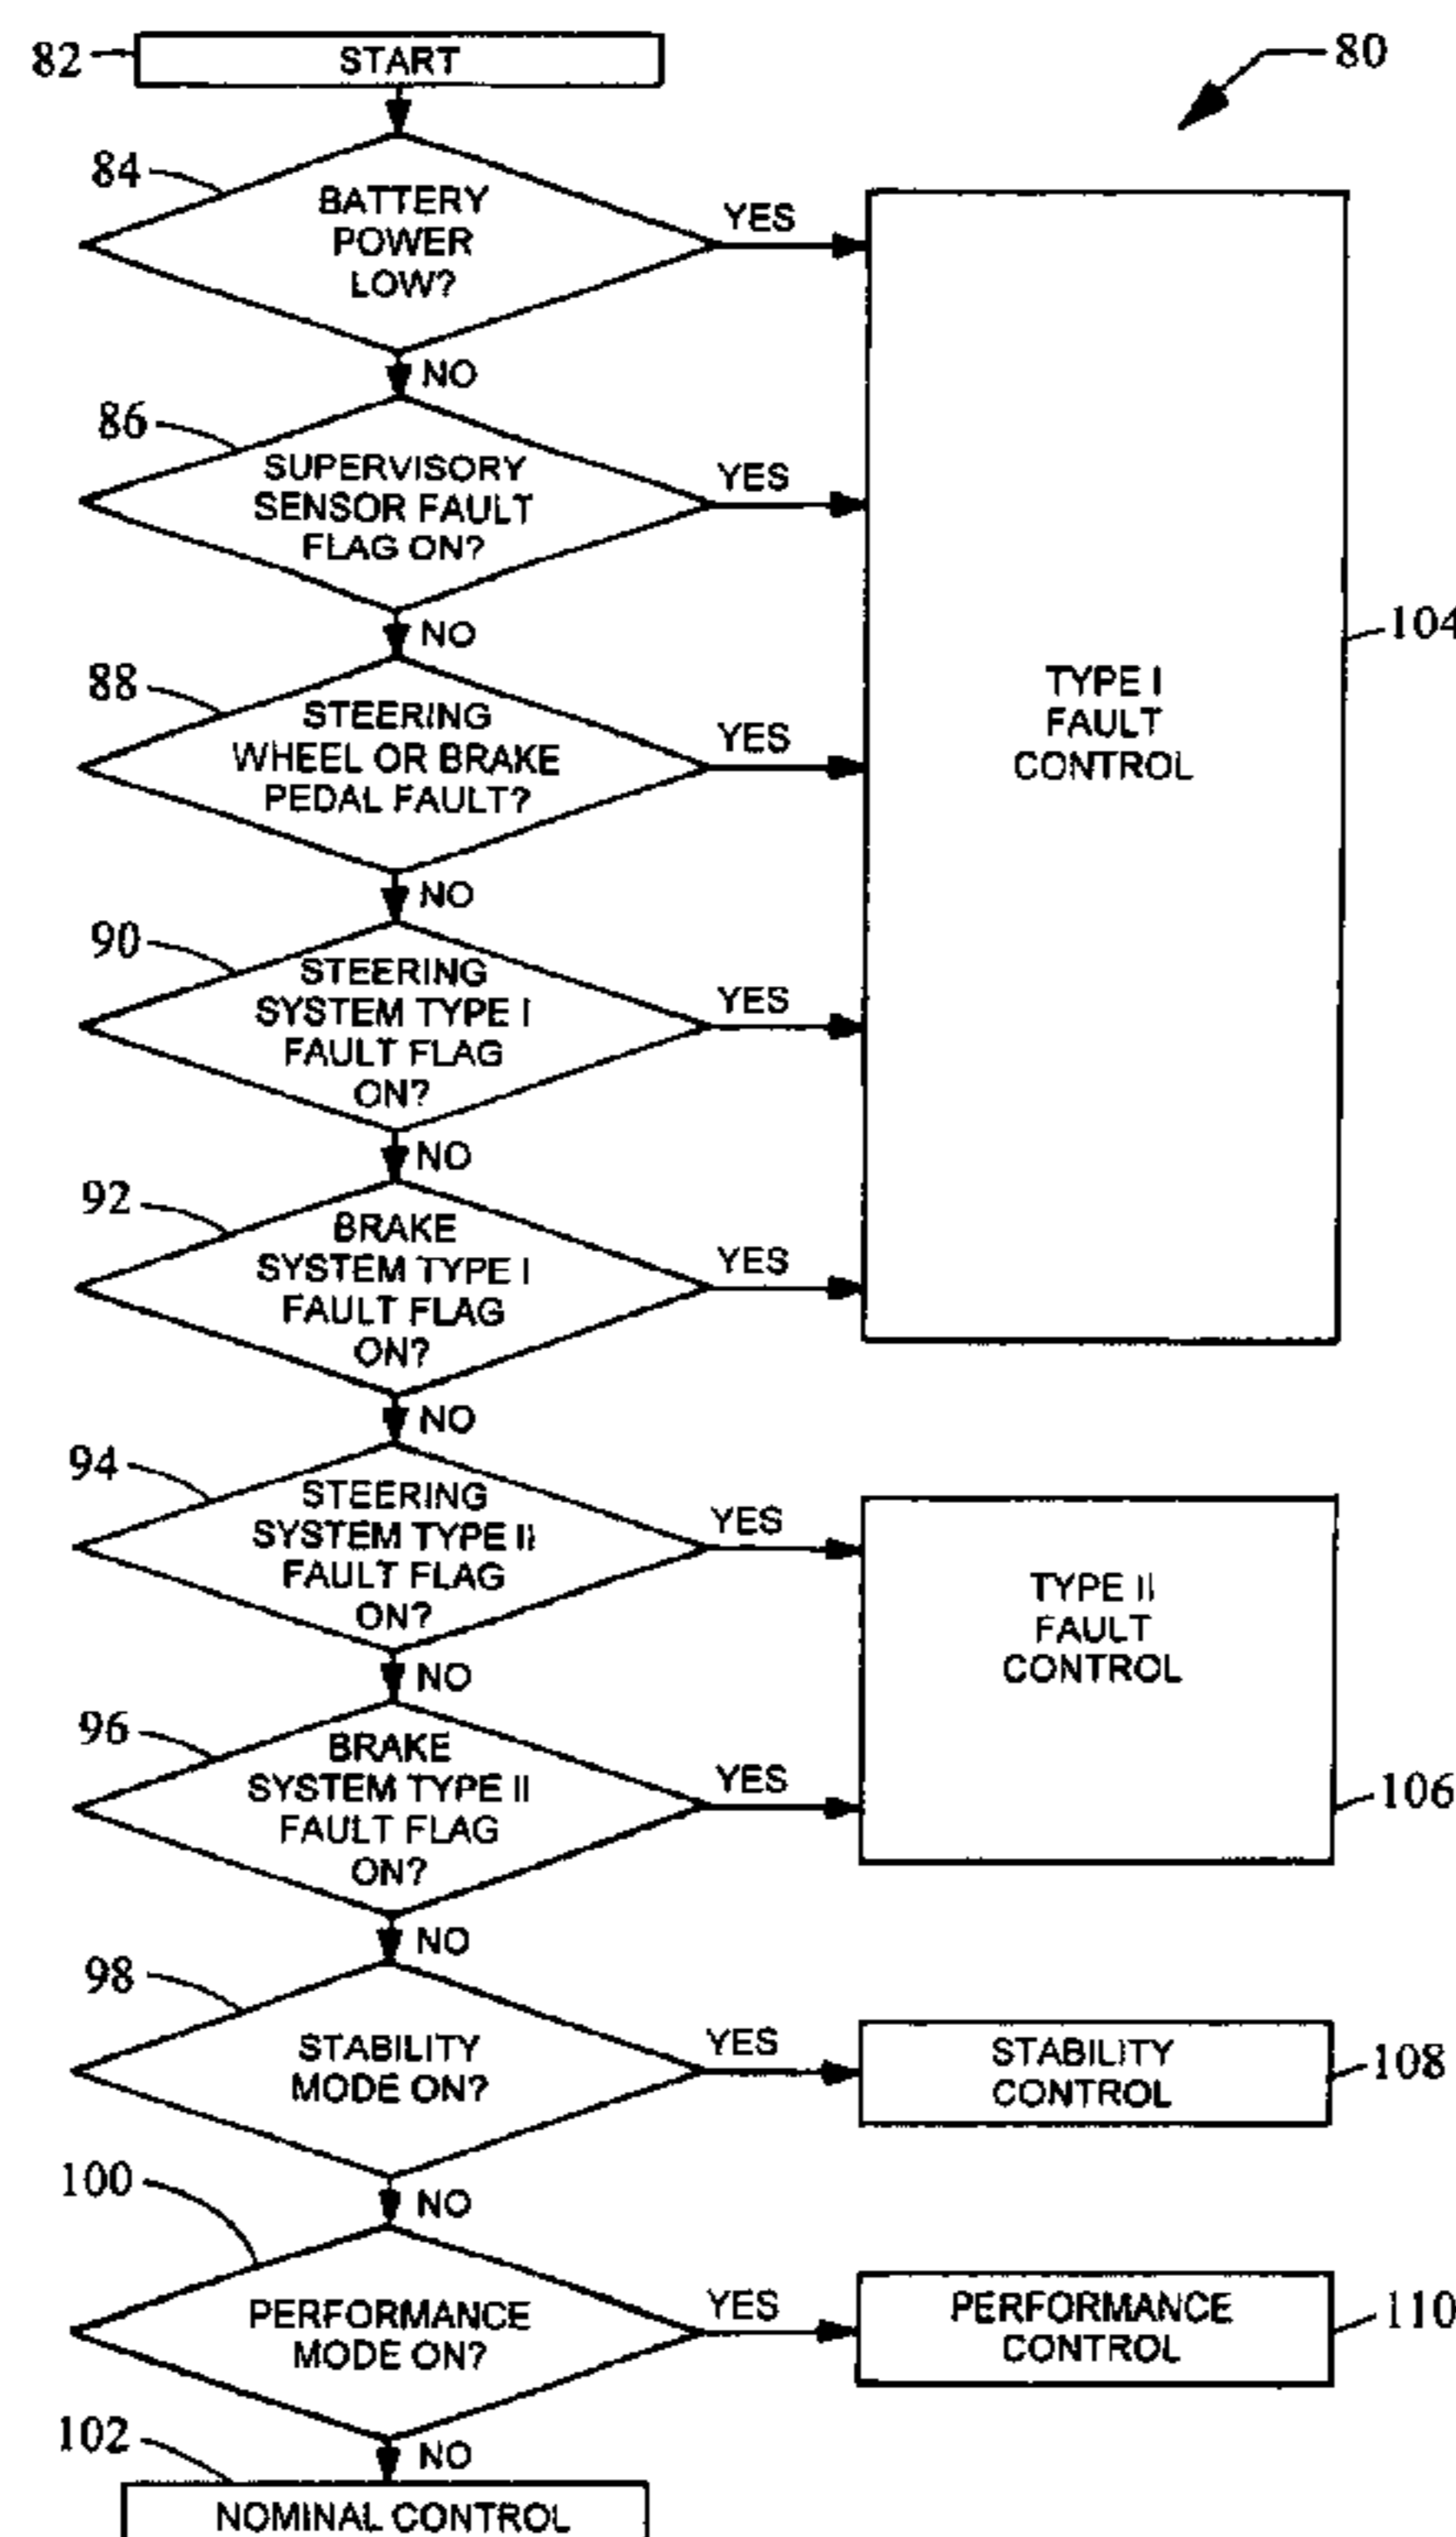 82
START
80
84
BATTERY
POWER
LOW?
YES
NO
86
SUPERVISORY
SENSOR FAULT
FLAG ON?
YES
104
NO
88
STEERING
WHEEL OR BRAKE
PEDAL FAULT?
YES
TYPE I
FAULT
CONTROL
NO
90
STEERING
SYSTEM TYPE I
FAULT FLAG
ON?
YES
NO
92
BRAKE
SYSTEM TYPE I
FAULT FLAG
ON?
YES
NO
94
STEERING
SYSTEM TYPE II
FAULT FLAG
ON?
YES
TYPE II
FAULT
CONTROL
NO
96
BRAKE
SYSTEM TYPE II
FAULT FLAG
ON?
YES
106
NO
98
STABILITY
MODE ON?
YES
STABILITY
CONTROL
108
NO
100
PERFORMANCE
MODE ON?
YES
PERFORMANCE
CONTROL
110
NO
102
NOMINAL CONTROL